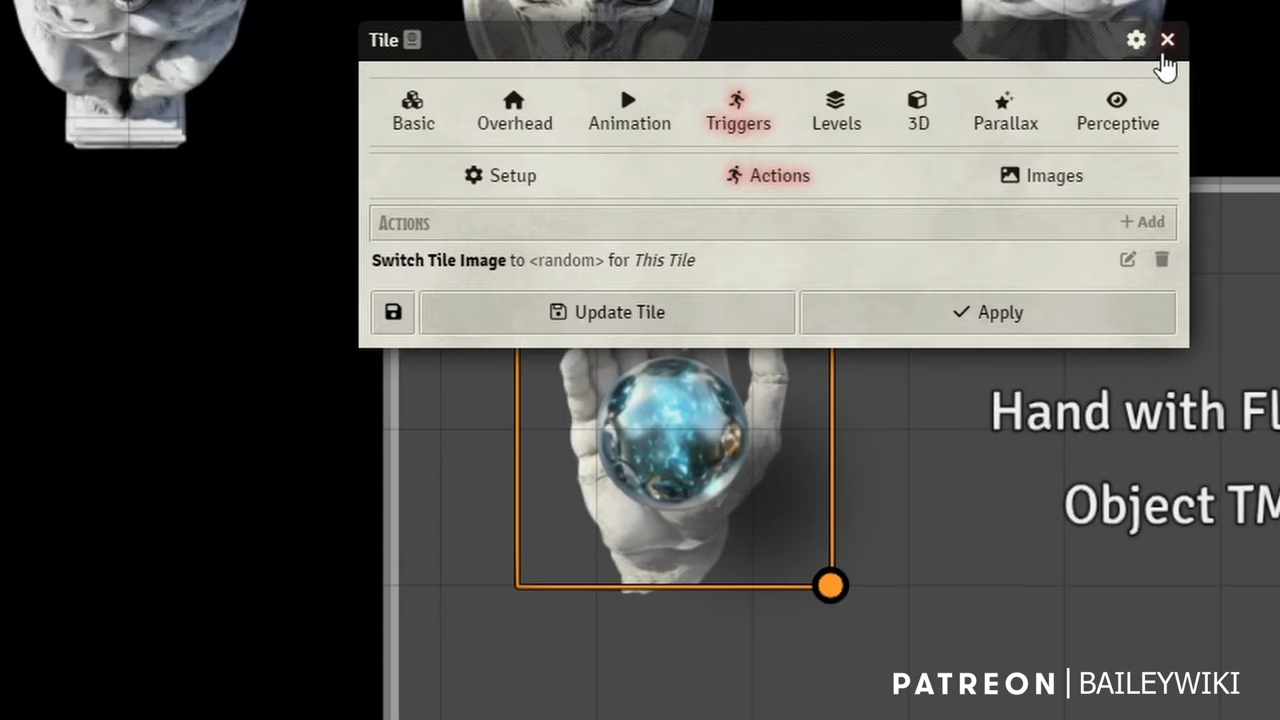 Tile
Basic Overhead Animation Triggers Levels 3D Parallax Perceptive
Setup Actions Images
Actions + Add
Switch Tile Image to <random> for This Tile
Update Tile Apply
Hand with Fl
Object TM
PATREON | BAILEYWIKI